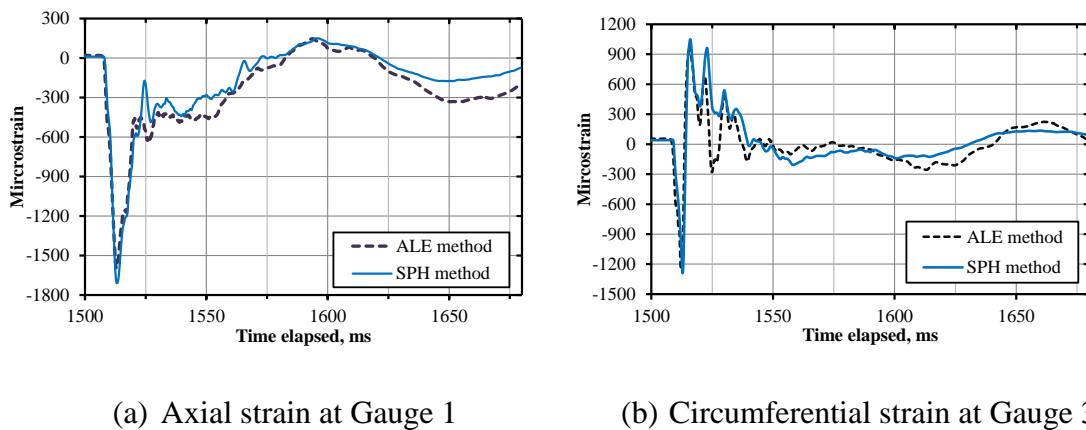 300
0
-300
-600
-900
-1200
-1500
-1800
Mircrostrain
ALE method
SPH method
1500
1550
1600
1650
Time elapsed, ms
(a) Axial strain at Gauge 1
1200
900
600
300
0
-300
-600
-900
-1200
-1500
Mircostrain
ALE method
SPH method
1500
1550
1600
1650
Time elapsed, ms
(b) Circumferential strain at Gauge 3